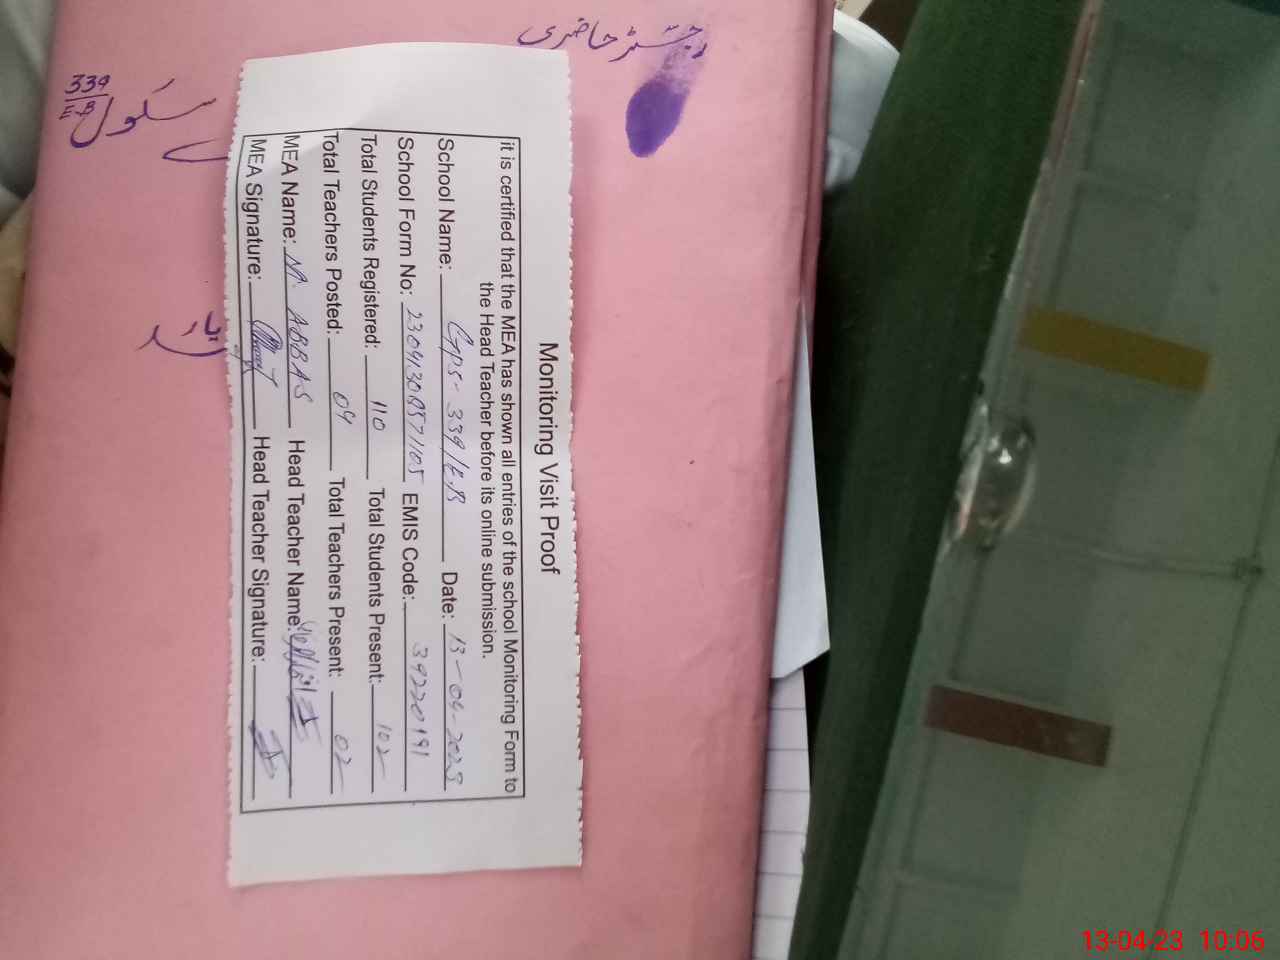 رجسٹر حاضری
339
E.B
سکول
Monitoring Visit Proof
it is certified that the MEA has shown all entries of the school Monitoring Form to
the Head Teacher before its online submission.
School Name: GPS- 339/E.B Date: 13-04-2023
School Form No: EMIS Code: 39220191
Total Students Registered: 110 Total Students Present: 102
Total Teachers Posted: Total Teachers Present: 02
MEA Name: M. ABBAS Head Teacher Name:
MEA Signature: Head Teacher Signature:
13-04-23 10:06